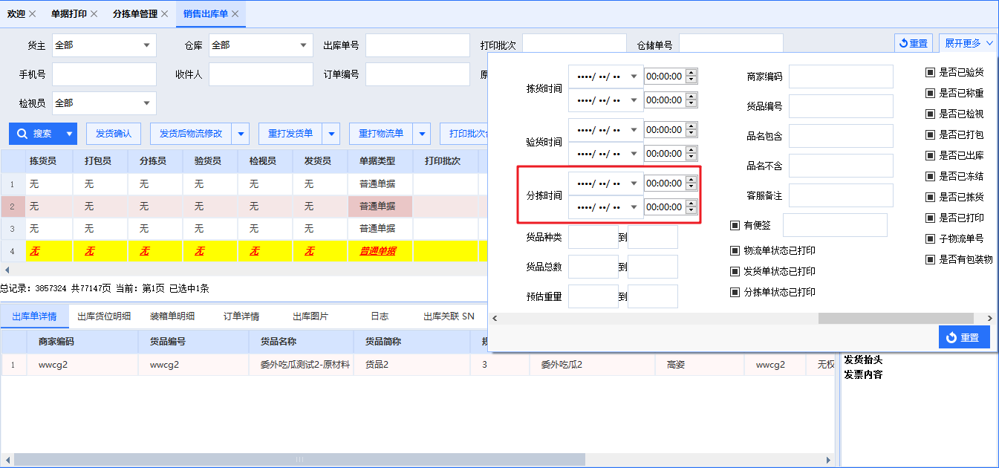 欢迎 单据打印 分拣单管理 销售出库单
货主 全部 仓库 全部 出库单号 打印批次 仓储单号 重置 展开更多
手机号 收件人 订单编号
检视员 全部
搜索 发货确认 发货后物流修改 重打发货单 重打物流单 打印批次
拣货员 打包员 分拣员 验货员 检视员 发货员 单据类型 打印批次
1 无 无 无 无 无 无 普通单据
2 无 无 无 无 无 无 普通单据
3 无 无 无 无 无 无 普通单据
4 无 无 无 无 无 无 普通单据
总记录: 3857324 共77147页 当前: 第1页 已选中1条
拣货时间 ••••/ ••/ •• 00:00:00
••••/ ••/ •• 00:00:00
验货时间 ••••/ ••/ •• 00:00:00
••••/ ••/ •• 00:00:00
分拣时间 ••••/ ••/ •• 00:00:00
••••/ ••/ •• 00:00:00
货品种类 到
货品总数 到
预估重量 到
商家编码
货品编号
品名包含
品名不含
客服备注
有便签
物流单状态已打印
发货单状态已打印
分拣单状态已打印
是否已验货
是否已称重
是否已检视
是否已打包
是否已出库
是否已冻结
是否已拣货
是否已打印
子物流单号
是否有包装物
重置
出库单详情 出库货位明细 装箱单明细 订单详情 出库图片 日志 出库关联 SN
商家编码 货品编号 货品名称 货品简称
1 wwcg2 wwcg2 委外吃瓜测试2-原材料 货品2 3 委外吃瓜2 高姿 wwcg2 无权
发货抬头
发票内容